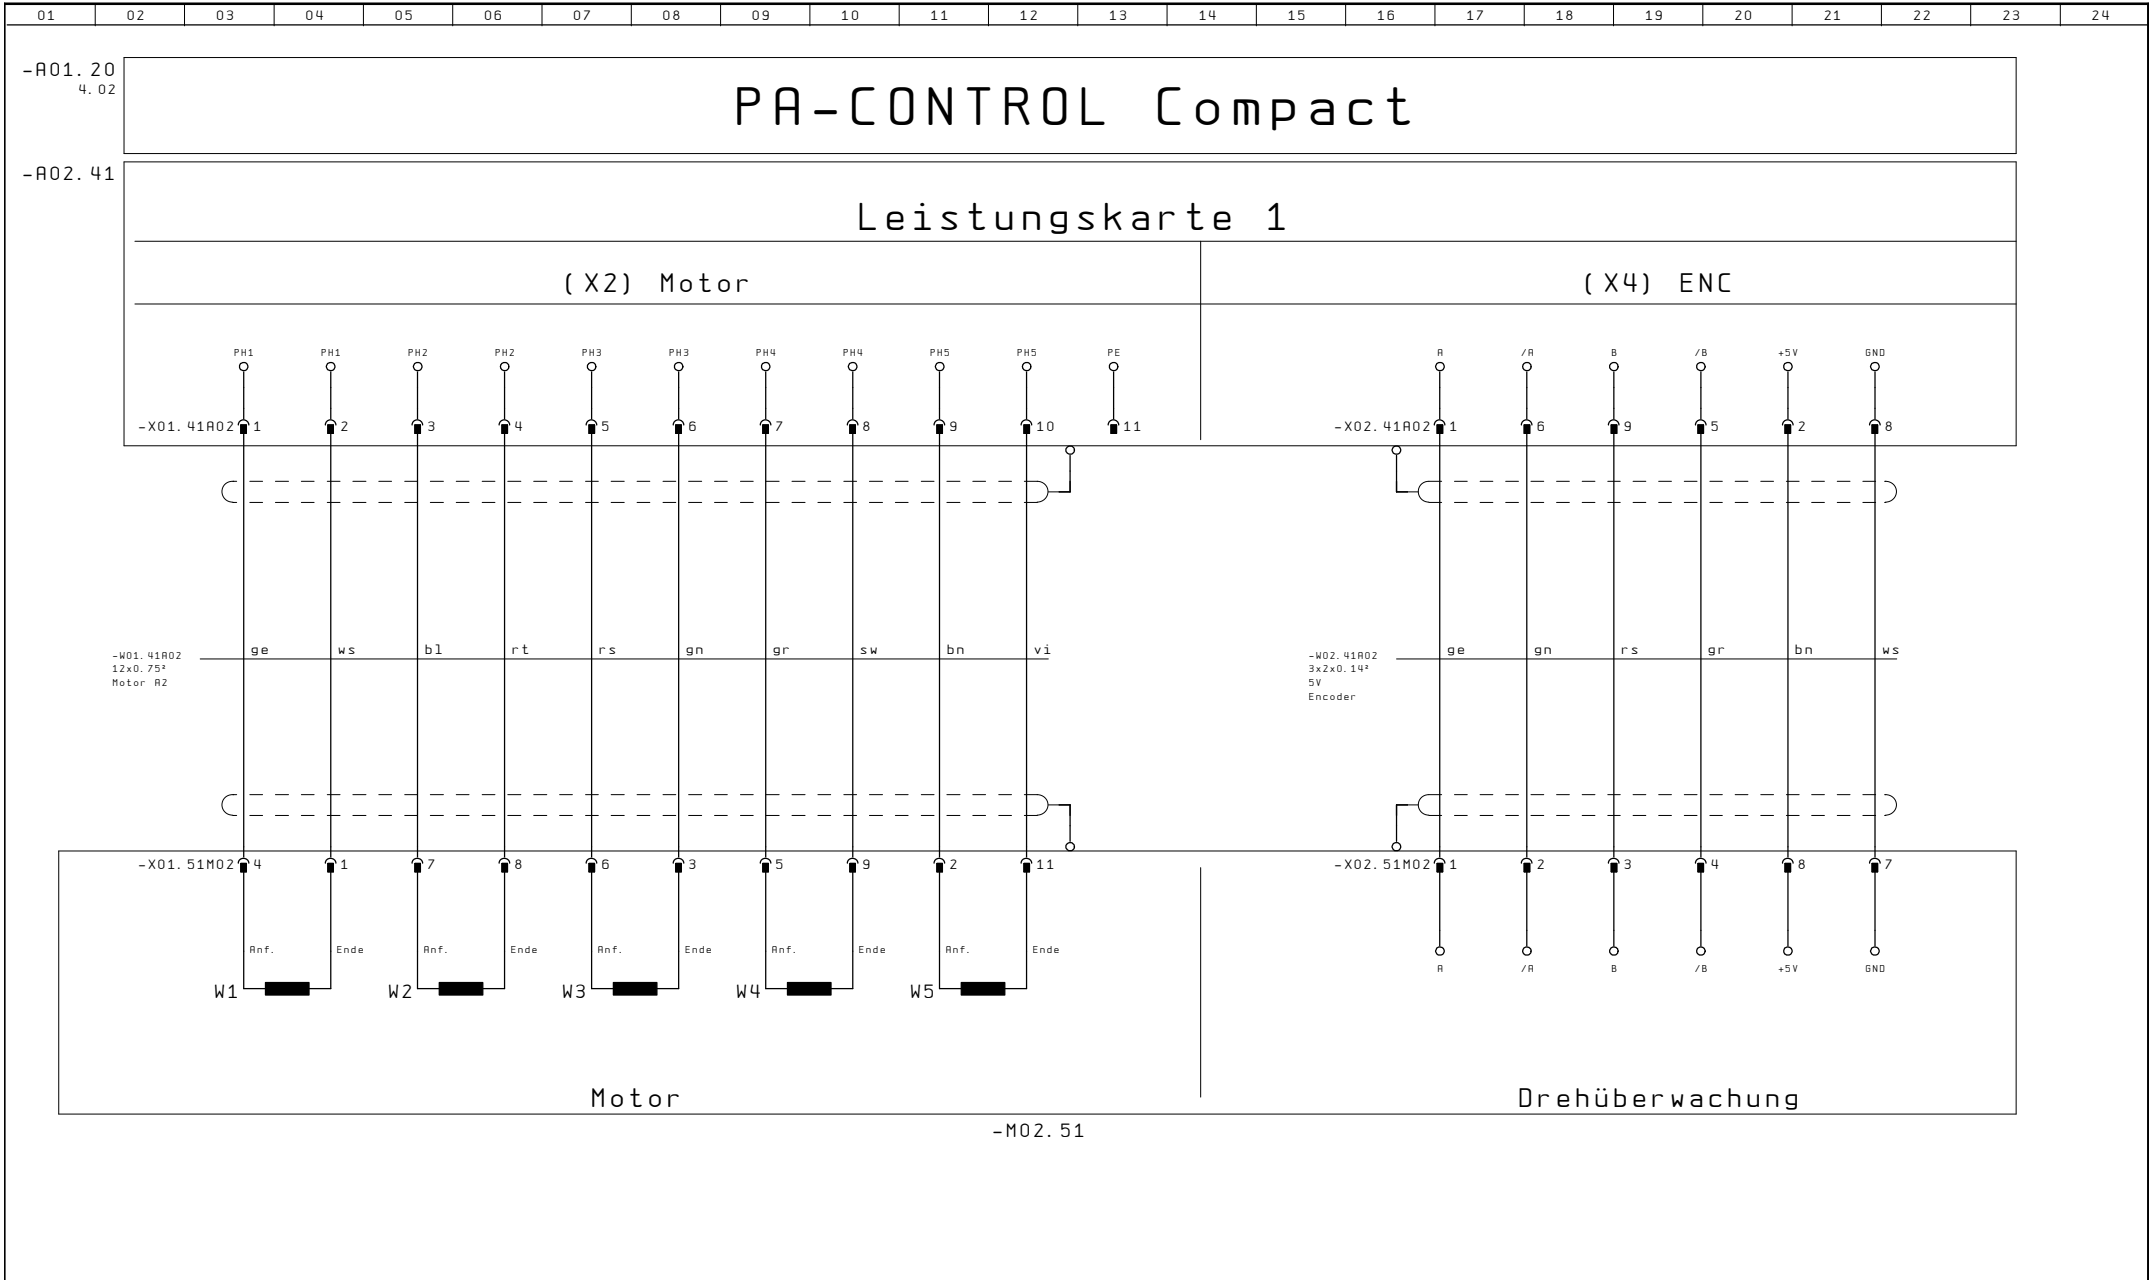 01 02 03 04 05 06 07 08 09 10 11 12 13 14 15 16 17 18 19 20 21 22 23 24
-A01.20
4.02
PA-CONTROL Compact
-A02.41
Leistungskarte 1
(X2) Motor (X4) ENC
PH1 PH1 PH2 PH2 PH3 PH3 PH4 PH4 PH5 PH5 PE A /A B /B +5V GND
-X01.41A02 1 2 3 4 5 6 7 8 9 10 11 -X02.41A02 1 6 9 5 2 8
ge ws bl rt rs gn gr sw bn vi ge gn rs gr bn ws
-W01.41A02
12x0.75²
Motor A2
-W02.41A02
3x2x0.14²
5V
Encoder
-X01.51M02 4 1 7 8 6 3 5 9 2 11 -X02.51M02 1 2 3 4 8 7
Anf. Ende Anf. Ende Anf. Ende Anf. Ende Anf. Ende
A /A B /B +5V GND
W1 W2 W3 W4 W5
Motor Drehüberwachung
-M02.51